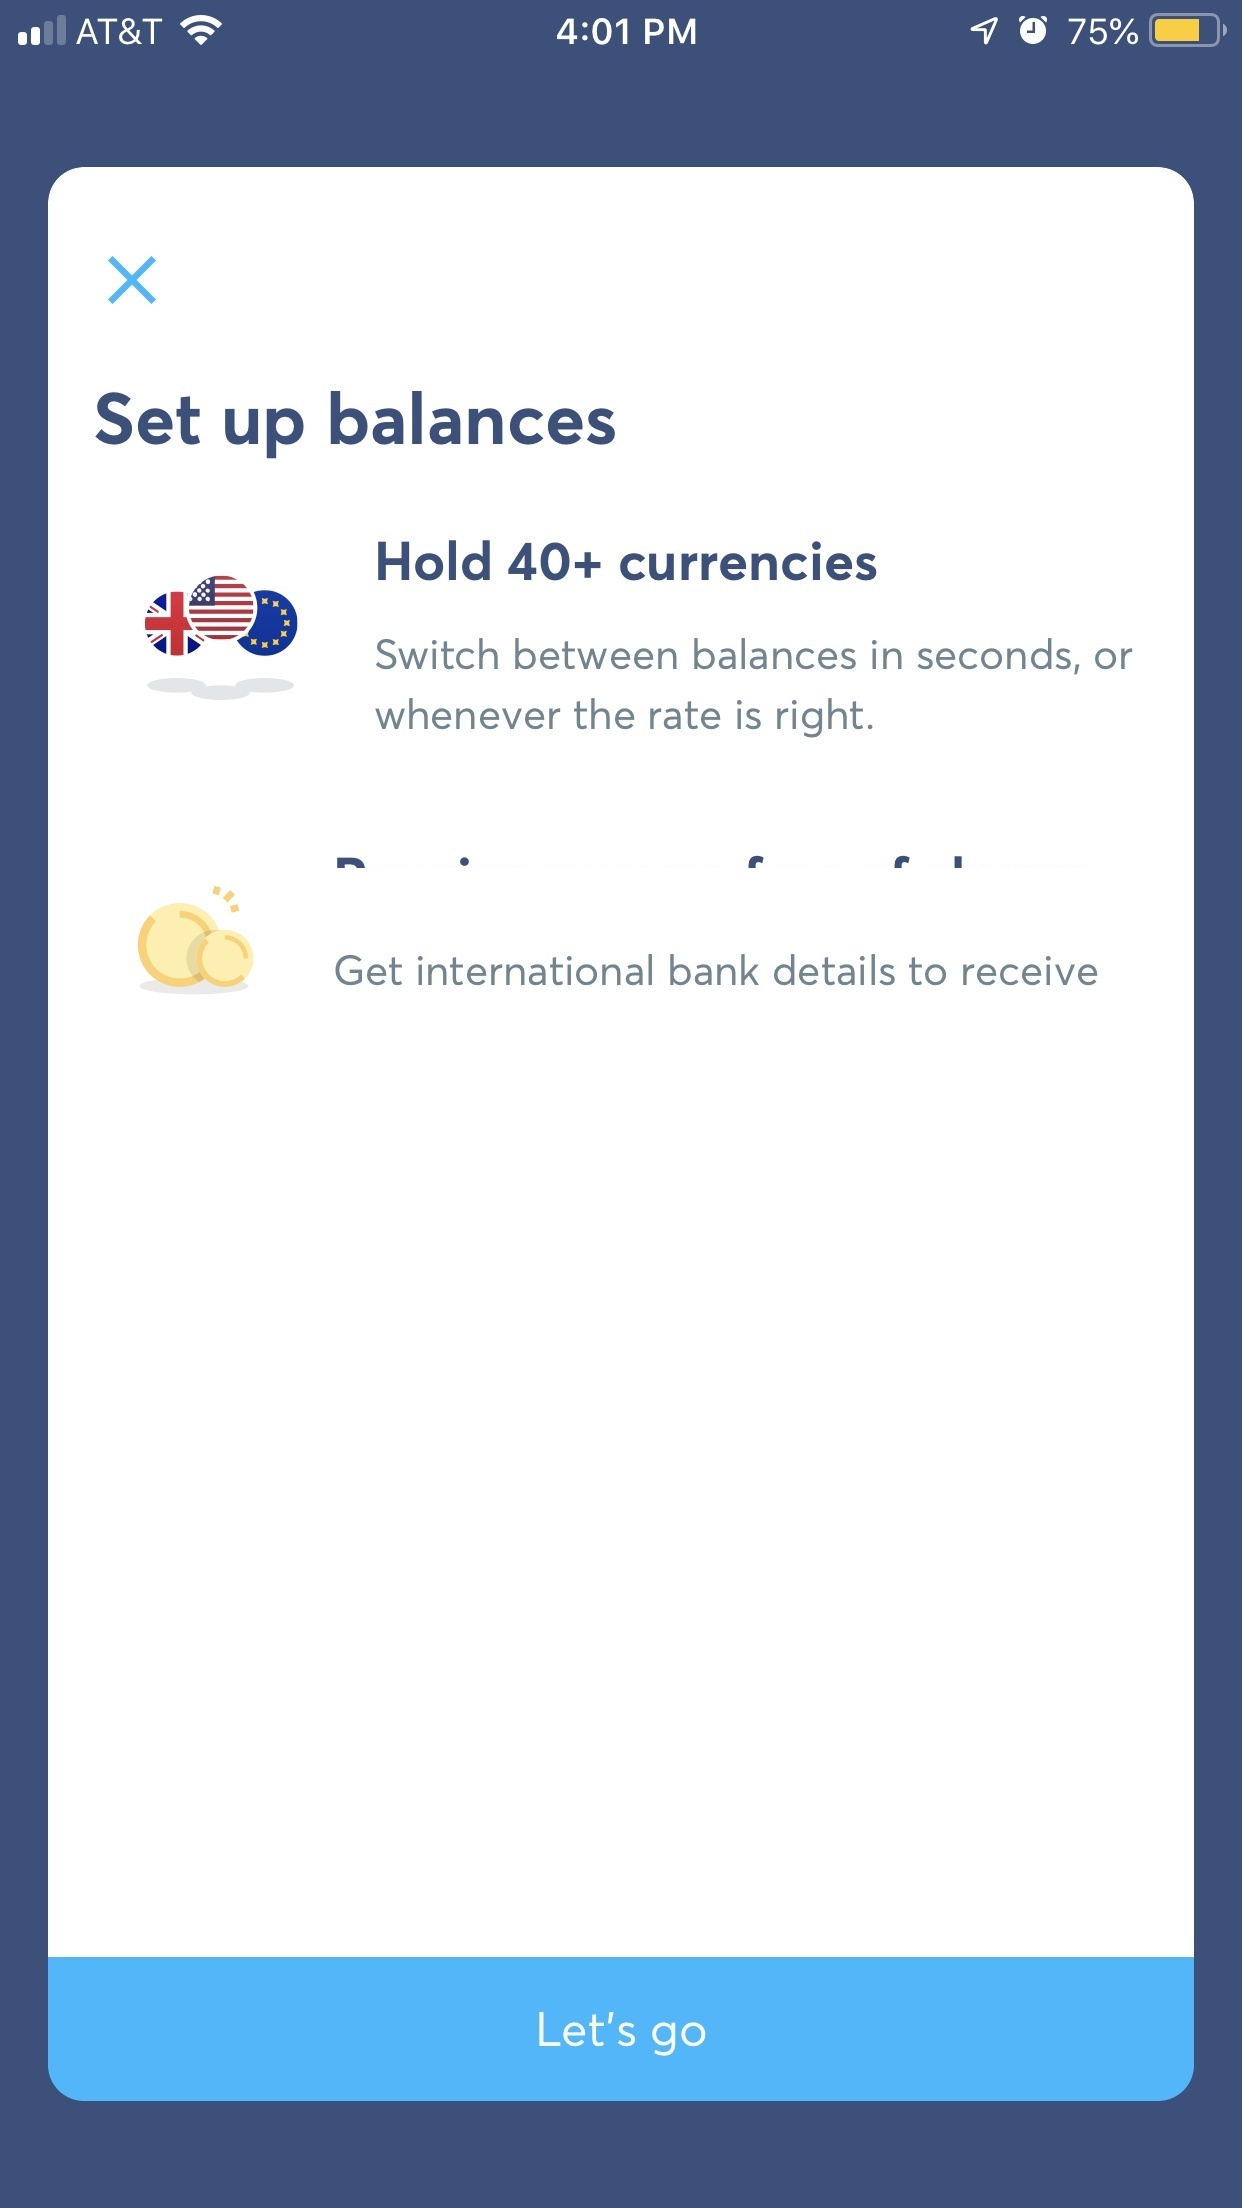 AT&T
4:01 PM
75%
Set up balances
Hold 40+ currencies
Switch between balances in seconds, or
whenever the rate is right.
Get international bank details to receive
Let's go